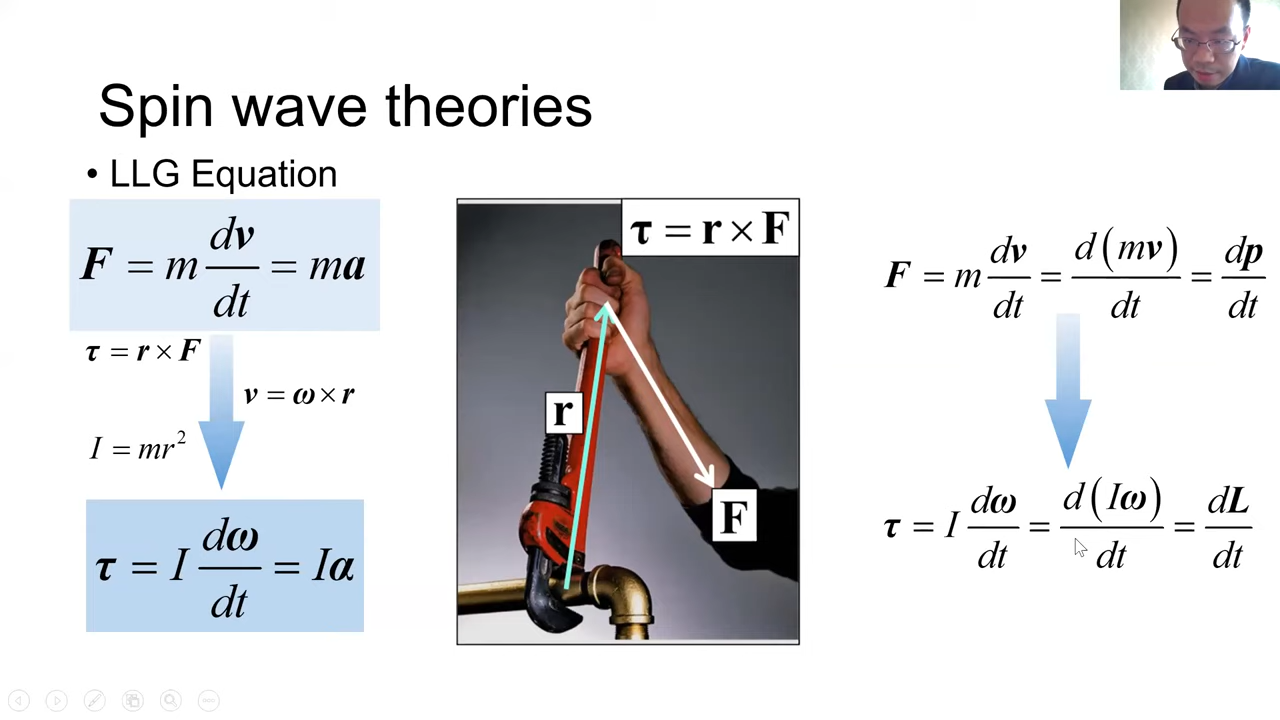 Spin wave theories
• LLG Equation
F = m dv/dt = ma
τ = r × F
v = ω × r
I = mr²
τ = I dω/dt = Iα
τ = r × F
r
F
F = m dv/dt = d(mv)/dt = dp/dt
τ = I dω/dt = d(Iω)/dt = dL/dt